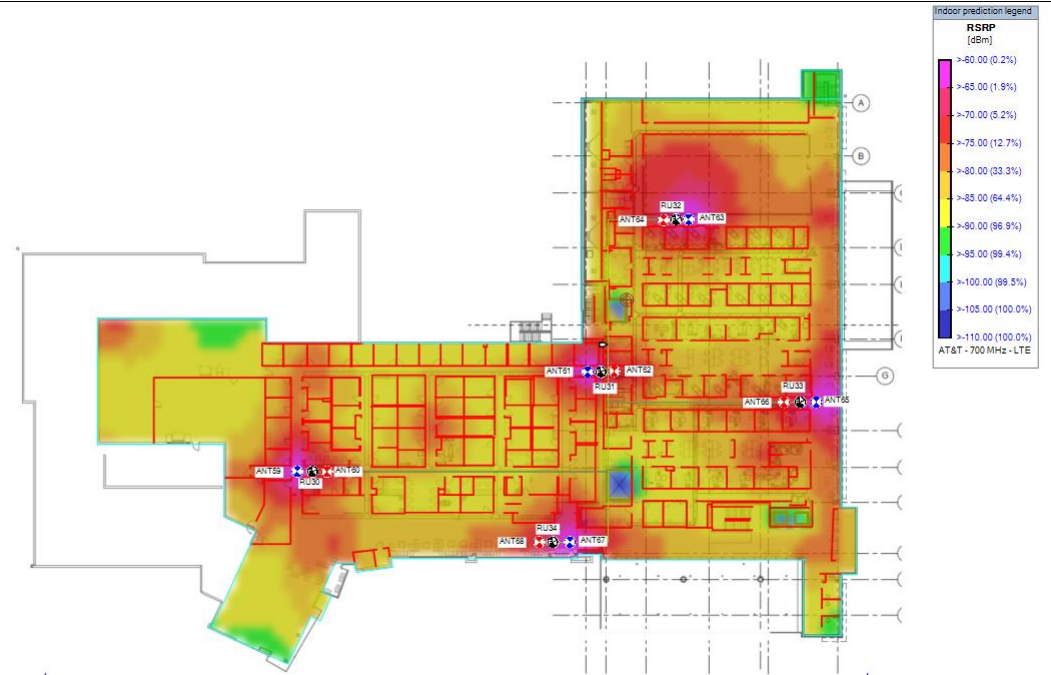 Indoor prediction legend
RSRP
[dBm]
>-60.00 (0.2%)
>-65.00 (1.9%)
>-70.00 (5.2%)
>-75.00 (12.7%)
>-80.00 (33.3%)
>-85.00 (64.4%)
>-90.00 (96.9%)
>-95.00 (99.4%)
>-100.00 (99.5%)
>-105.00 (100.0%)
>-110.00 (100.0%)
AT&T - 700 MHz - LTE
A
B
RU32
ANT64
ANT63
ANT61
ANT62
RU31
G
RU33
ANT66
ANT65
ANT59
ANT60
RU30
RU34
ANT68
ANT67